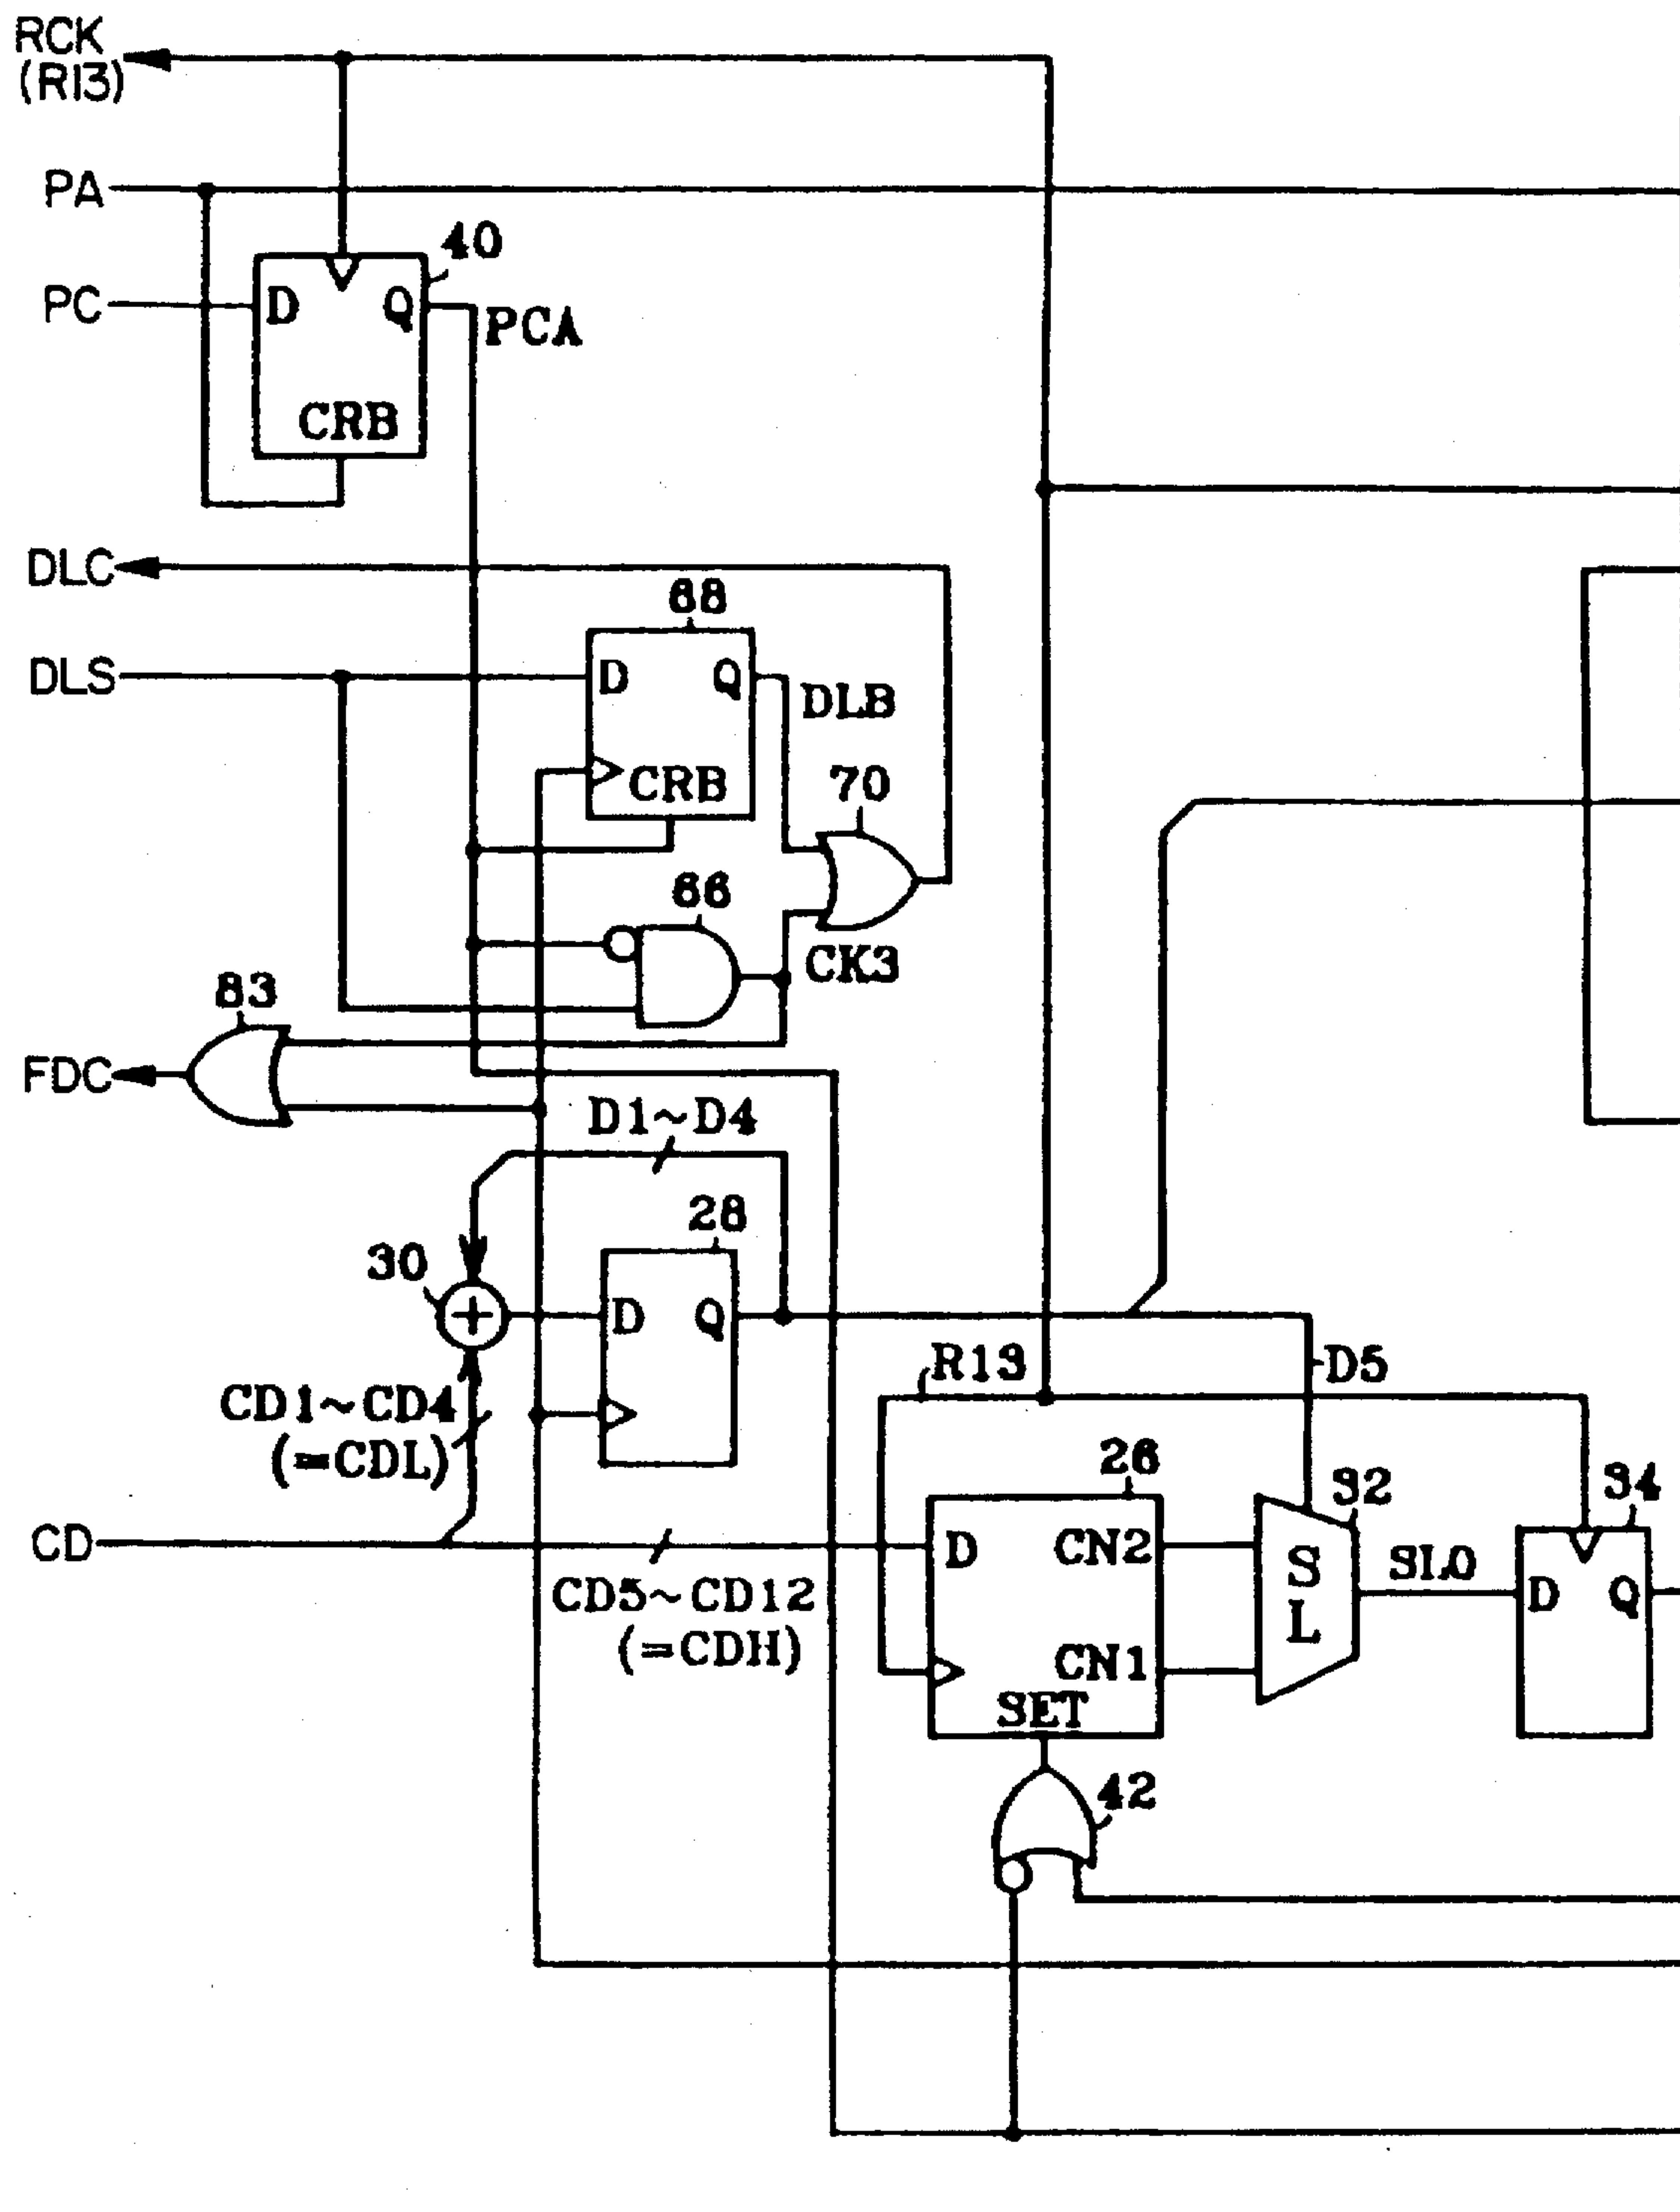 RCK
(R13)
PA
40
PC
D
Q
PCA
CRB
DLC
68
DLS
D
Q
DLB
CRB
70
66
CK3
83
FDC
D1~D4
28
30
D
Q
R13
D5
CD1~CD4
(=CDL)
26
32
34
CD
D
CN2
S
L
SL0
D
Q
CD5~CD12
(=CDH)
CN1
SET
42